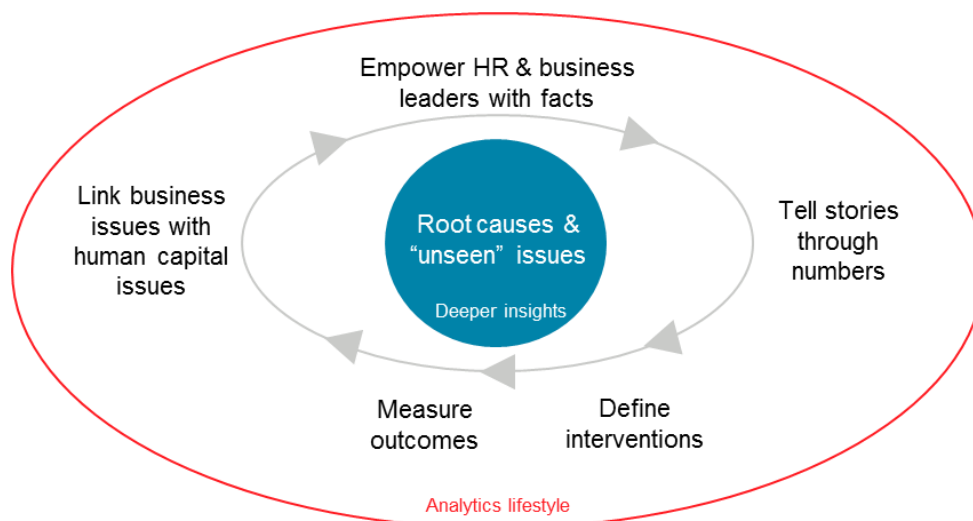 Empower HR & business
leaders with facts
Link business
issues with
human capital
issues
Root causes &
“unseen” issues
Deeper insights
Tell stories
through
numbers
Measure
outcomes
Define
interventions
Analytics lifestyle